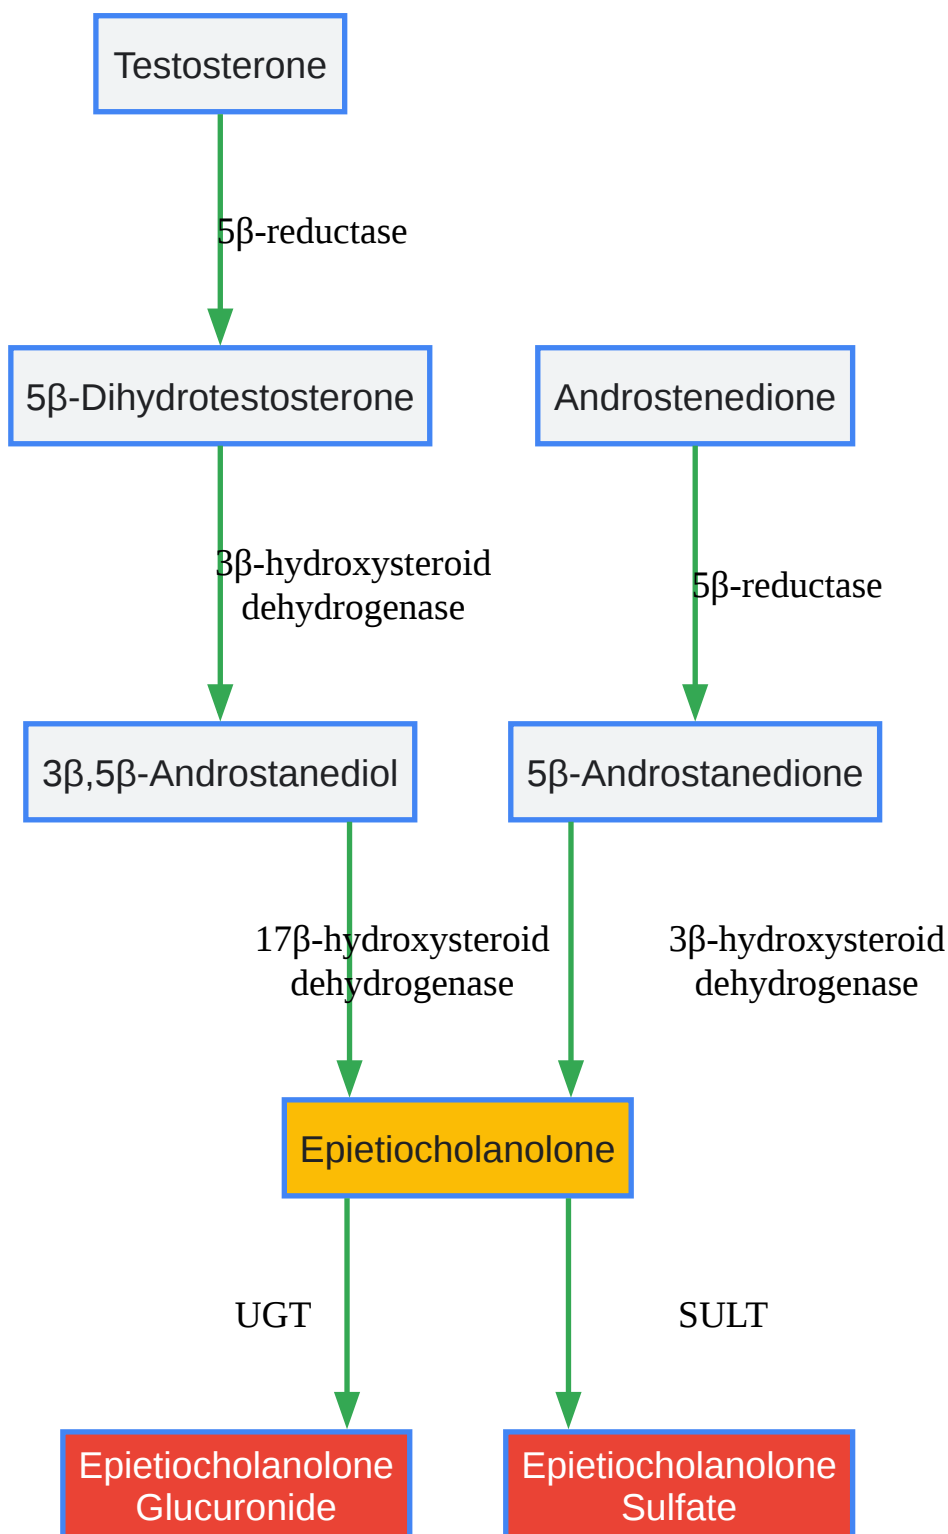 Testosterone
5β-reductase
5β-Dihydrotestosterone
Androstenedione
3β-hydroxysteroid
dehydrogenase
5β-reductase
3β,5β-Androstanediol
5β-Androstanedione
17β-hydroxysteroid
dehydrogenase
3β-hydroxysteroid
dehydrogenase
Epietiocholanolone
UGT
SULT
Epietiocholanolone
Glucuronide
Epietiocholanolone
Sulfate